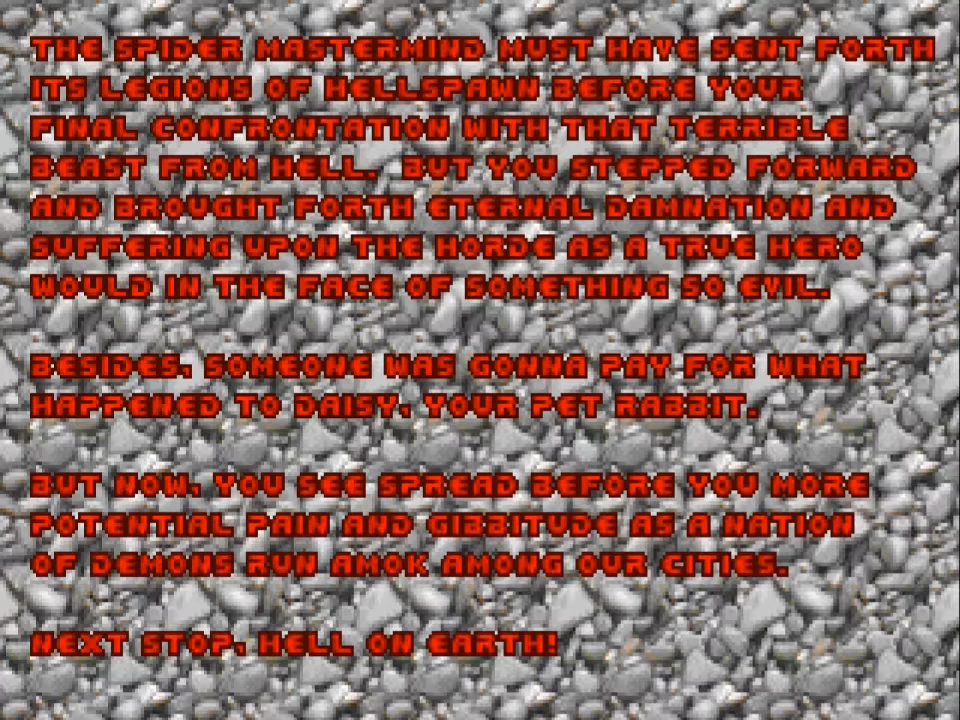 THE SPIDER MASTERMIND MUST HAVE SENT FORTH
ITS LEGIONS OF HELLSPAWN BEFORE YOUR
FINAL CONFRONTATION WITH THAT TERRIBLE
BEAST FROM HELL.  BUT YOU STEPPED FORWARD
AND BROUGHT FORTH ETERNAL DAMNATION AND
SUFFERING UPON THE HORDE AS A TRUE HERO
WOULD IN THE FACE OF SOMETHING SO EVIL.

BESIDES, SOMEONE WAS GONNA PAY FOR WHAT
HAPPENED TO DAISY, YOUR PET RABBIT.

BUT NOW, YOU SEE SPREAD BEFORE YOU MORE
POTENTIAL PAIN AND GIBBITUDE AS A NATION
OF DEMONS RUN AMOK AMONG OUR CITIES.

NEXT STOP, HELL ON EARTH!